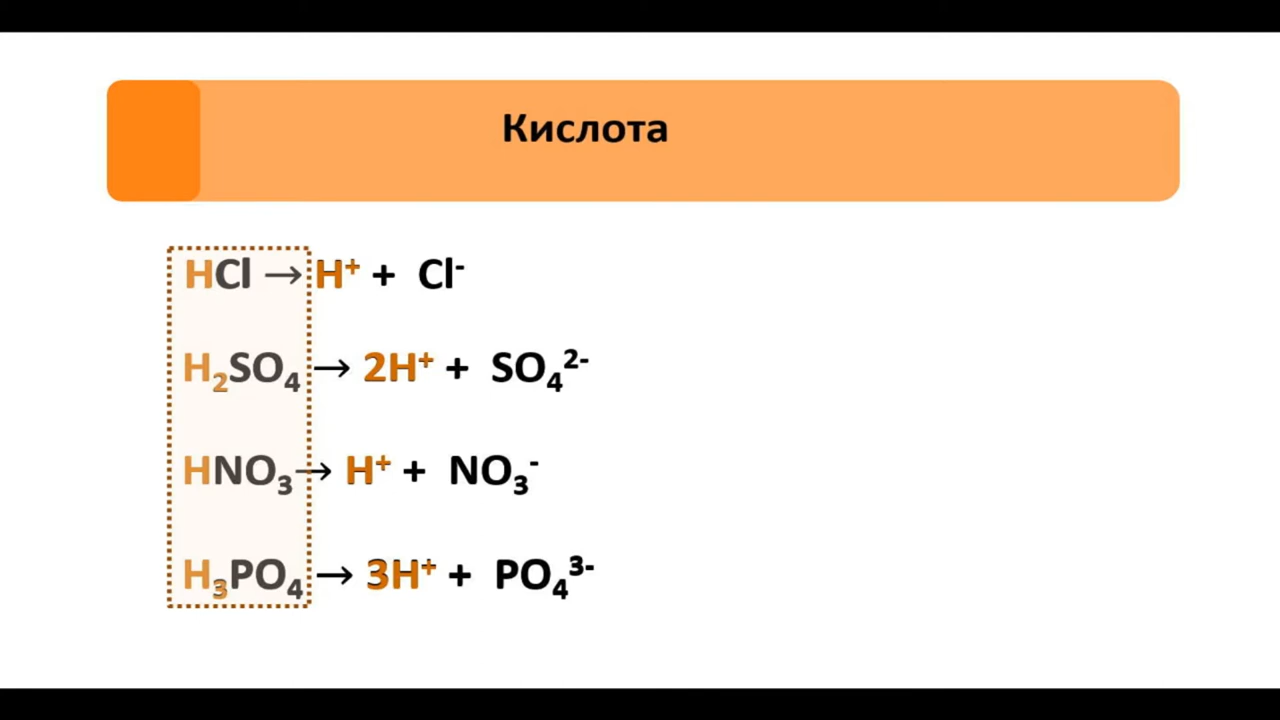 Кислота
HCl → H⁺ + Cl⁻
H₂SO₄ → 2H⁺ + SO₄²⁻
HNO₃ → H⁺ + NO₃⁻
H₃PO₄ → 3H⁺ + PO₄³⁻